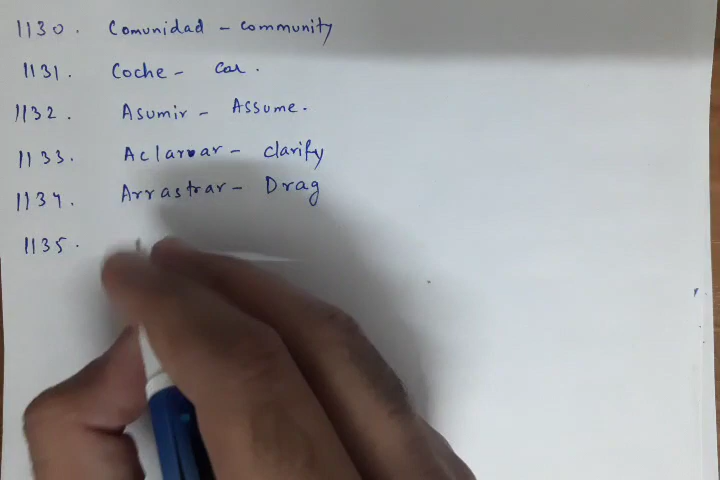 1130. Comunidad - community
1131. Coche - Car.
1132. Asumir - Assume.
1133. Aclarar - clarify
1134. Arrastrar - Drag
1135.